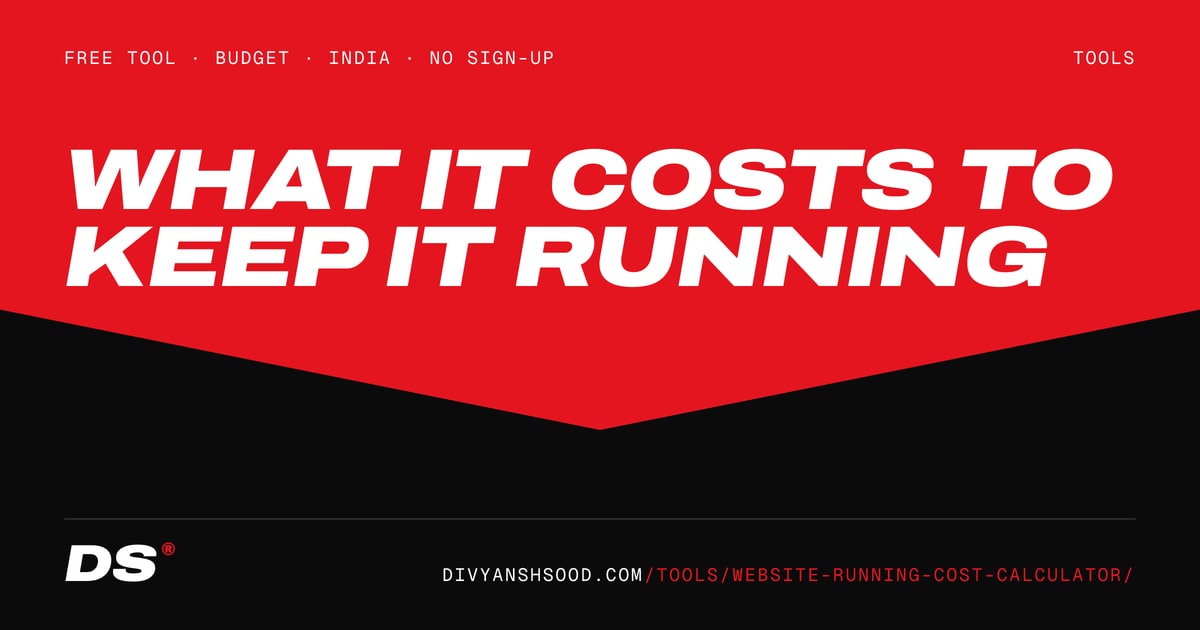 FREE TOOL · BUDGET · INDIA · NO SIGN-UP
TOOLS
WHAT IT COSTS TO
KEEP IT RUNNING
DS®
DIVYANSHSOOD.COM/TOOLS/WEBSITE-RUNNING-COST-CALCULATOR/